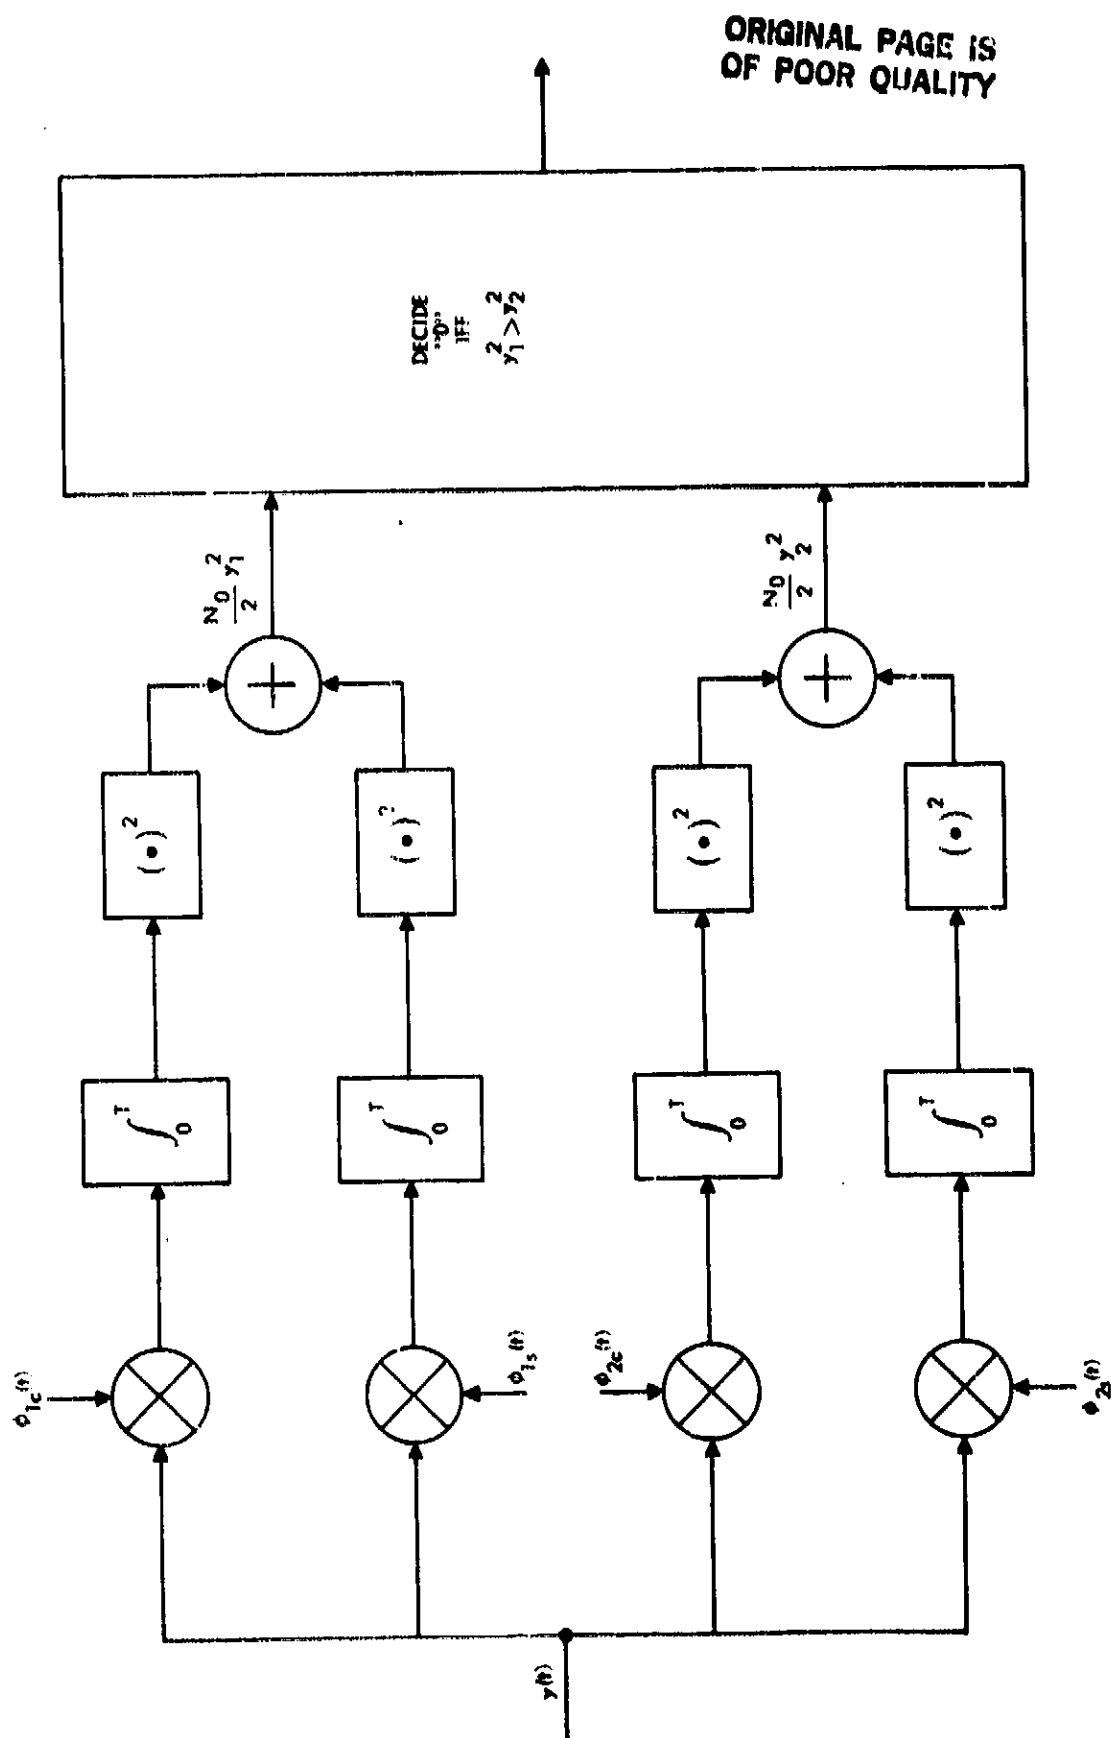 ORIGINAL PAGE IS
OF POOR QUALITY
DECIDE
"0"
IFF
y₁² > y₂²
N₀/2 y₁²
N₀/2 y₂²
(•)²
(•)²
(•)²
(•)²
∫₀ᵀ
∫₀ᵀ
∫₀ᵀ
∫₀ᵀ
ϕ₁c(t)
ϕ₁s(t)
ϕ₂c(t)
ϕ₂s(t)
y(t)